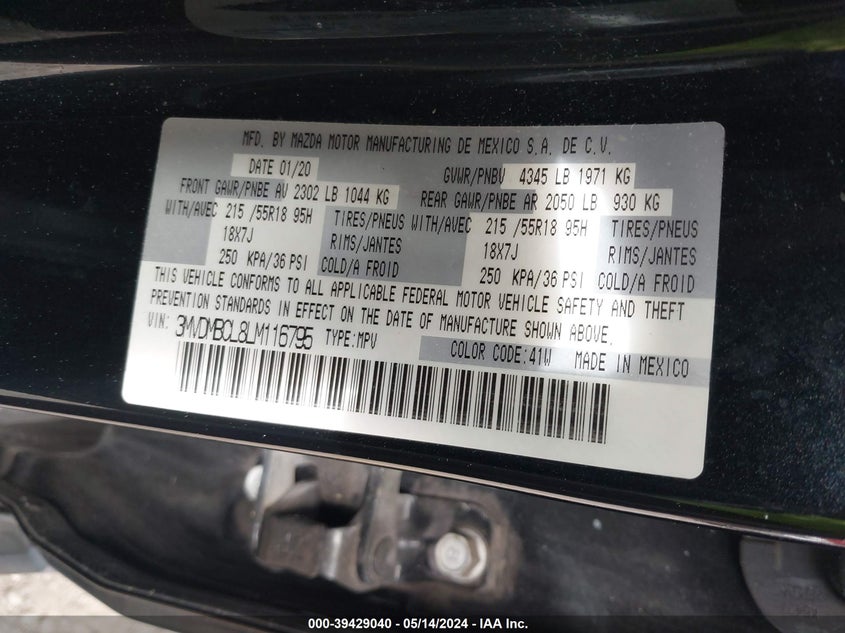 MFD. BY MAZDA MOTOR MANUFACTURING DE MEXICO S.A. DE C.V.
DATE 01/20 GVWR/PNBV 4345 LB 1971 KG
FRONT GAWR/PNBE AV 2302 LB 1044 KG REAR GAWR/PNBE AR 2050 LB 930 KG
WITH/AVEC 215 /55R18 95H TIRES/PNEUS WITH/AVEC 215 /55R18 95H TIRES/PNEUS
18X7J RIMS/JANTES 18X7J RIMS/JANTES
250 KPA/36 PSI COLD/A FROID 250 KPA/36 PSI COLD/A FROID
THIS VEHICLE CONFORMS TO ALL APPLICABLE FEDERAL MOTOR VEHICLE SAFETY AND THEFT
PREVENTION STANDARDS IN EFFECT ON THE DATE OF MANUFACTURE SHOWN ABOVE.
VIN: 3MVDMBCL8LM116795 TYPE:MPV
COLOR CODE:41W MADE IN MEXICO
000-39429040 - 05/14/2024 - IAA Inc.